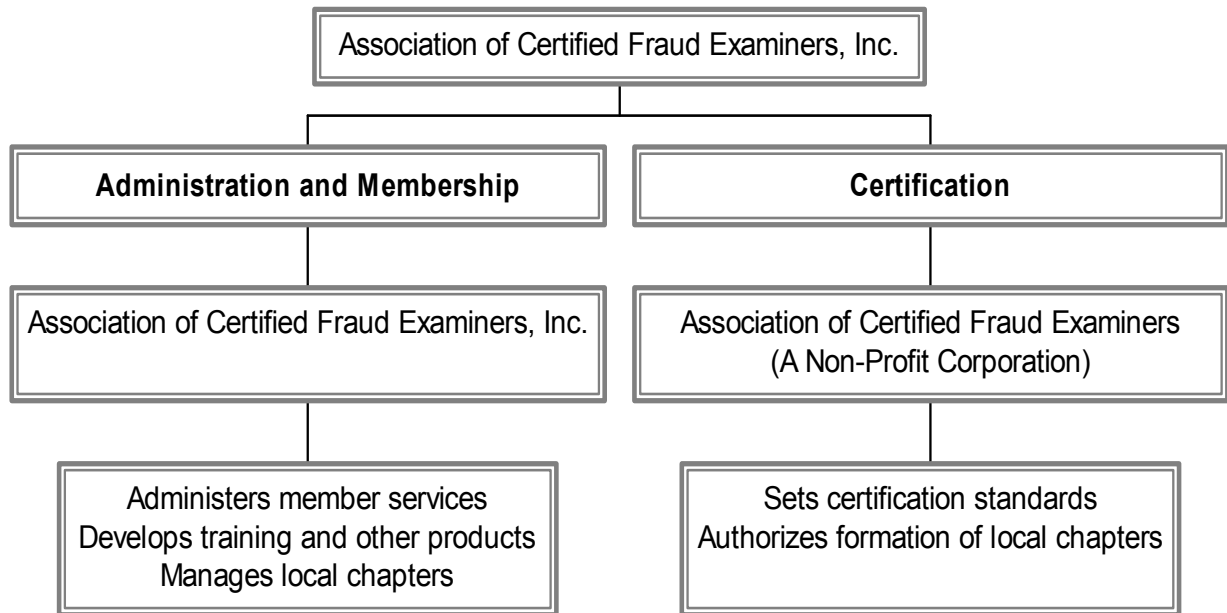 Association of Certified Fraud Examiners, Inc.
Administration and Membership
Certification
Association of Certified Fraud Examiners, Inc.
Association of Certified Fraud Examiners
(A Non-Profit Corporation)
Administers member services
Develops training and other products
Manages local chapters
Sets certification standards
Authorizes formation of local chapters